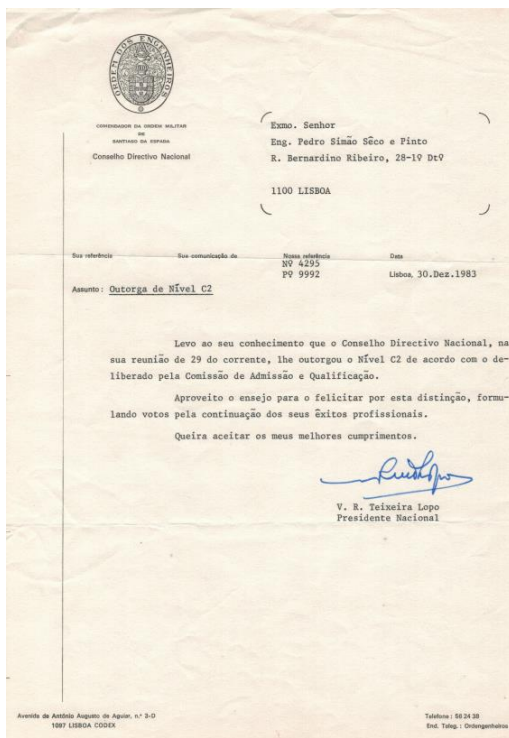 ORDEM DOS ENGENHEIROS
COMENDADOR DA ORDEM MILITAR
DE
SANTIAGO DA ESPADA
Conselho Directivo Nacional
Exmo. Senhor
Eng. Pedro Simão Sêco e Pinto
R. Bernardino Ribeiro, 28-1º Dtº
1100 LISBOA
Sua referência Sua comunicação de Nossa referência Data
Nº 4295
Pº 9992 Lisboa, 30.Dez.1983
Assunto: Outorga de Nível C2
Levo ao seu conhecimento que o Conselho Directivo Nacional, na
sua reunião de 29 do corrente, lhe outorgou o Nível C2 de acordo com o de-
liberado pela Comissão de Admissão e Qualificação.
Aproveito o ensejo para o felicitar por esta distinção, formu-
lando votos pela continuação dos seus êxitos profissionais.
Queira aceitar os meus melhores cumprimentos.
V. R. Teixeira Lopo
Presidente Nacional
Avenida de António Augusto de Aguiar, n.º 3-D
1097 LISBOA CODEX
Telefone: 56 24 38
End. Teleg.: Ordengenheiros